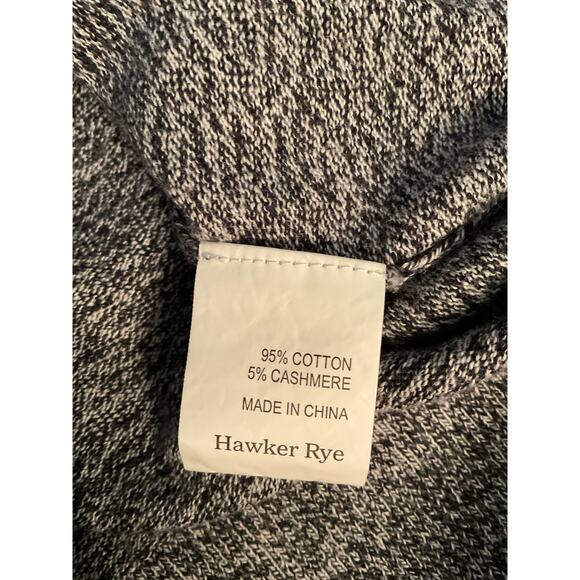 95% COTTON
5% CASHMERE
MADE IN CHINA
Hawker Rye